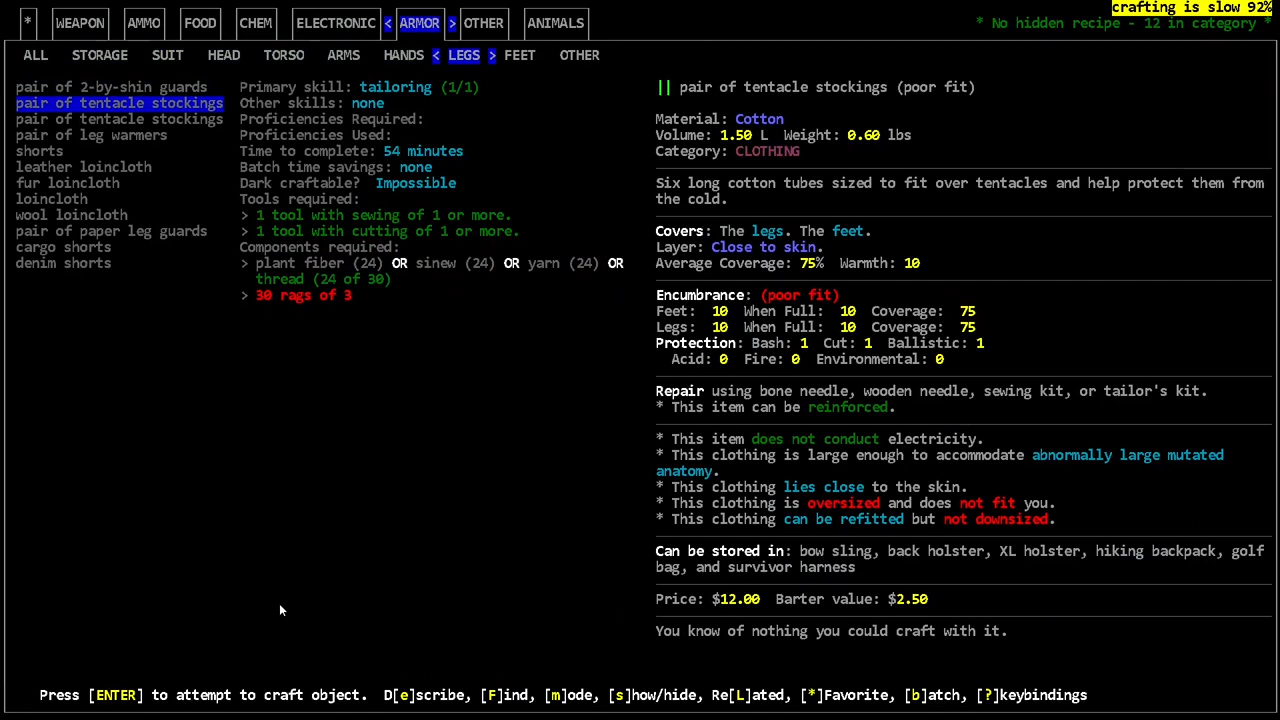 crafting is slow 92%
* WEAPON AMMO FOOD CHEM ELECTRONIC < ARMOR > OTHER ANIMALS
* No hidden recipe - 12 in category *
ALL STORAGE SUIT HEAD TORSO ARMS HANDS < LEGS > FEET OTHER
pair of 2-by-shin guards
pair of tentacle stockings
pair of tentacle stockings
pair of leg warmers
shorts
leather loincloth
fur loincloth
loincloth
wool loincloth
pair of paper leg guards
cargo shorts
denim shorts
Primary skill: tailoring (1/1)
Other skills: none
Proficiencies Required:
Proficiencies Used:
Time to complete: 54 minutes
Batch time savings: none
Dark craftable? Impossible
Tools required:
> 1 tool with sewing of 1 or more.
> 1 tool with cutting of 1 or more.
Components required:
> plant fiber (24) OR sinew (24) OR yarn (24) OR
thread (24 of 30)
> 30 rags of 3
|| pair of tentacle stockings (poor fit)
Material: Cotton
Volume: 1.50 L Weight: 0.60 lbs
Category: CLOTHING
Six long cotton tubes sized to fit over tentacles and help protect them from
the cold.
Covers: The legs. The feet.
Layer: Close to skin.
Average Coverage: 75% Warmth: 10
Encumbrance: (poor fit)
Feet: 10 When Full: 10 Coverage: 75
Legs: 10 When Full: 10 Coverage: 75
Protection: Bash: 1 Cut: 1 Ballistic: 1
Acid: 0 Fire: 0 Environmental: 0
Repair using bone needle, wooden needle, sewing kit, or tailor's kit.
* This item can be reinforced.
* This item does not conduct electricity.
* This clothing is large enough to accommodate abnormally large mutated
anatomy.
* This clothing lies close to the skin.
* This clothing is oversized and does not fit you.
* This clothing can be refitted but not downsized.
Can be stored in: bow sling, back holster, XL holster, hiking backpack, golf
bag, and survivor harness
Price: $12.00 Barter value: $2.50
You know of nothing you could craft with it.
Press [ENTER] to attempt to craft object. D[e]scribe, [F]ind, [m]ode, [s]how/hide, Re[L]ated, [*]Favorite, [b]atch, [?]keybindings